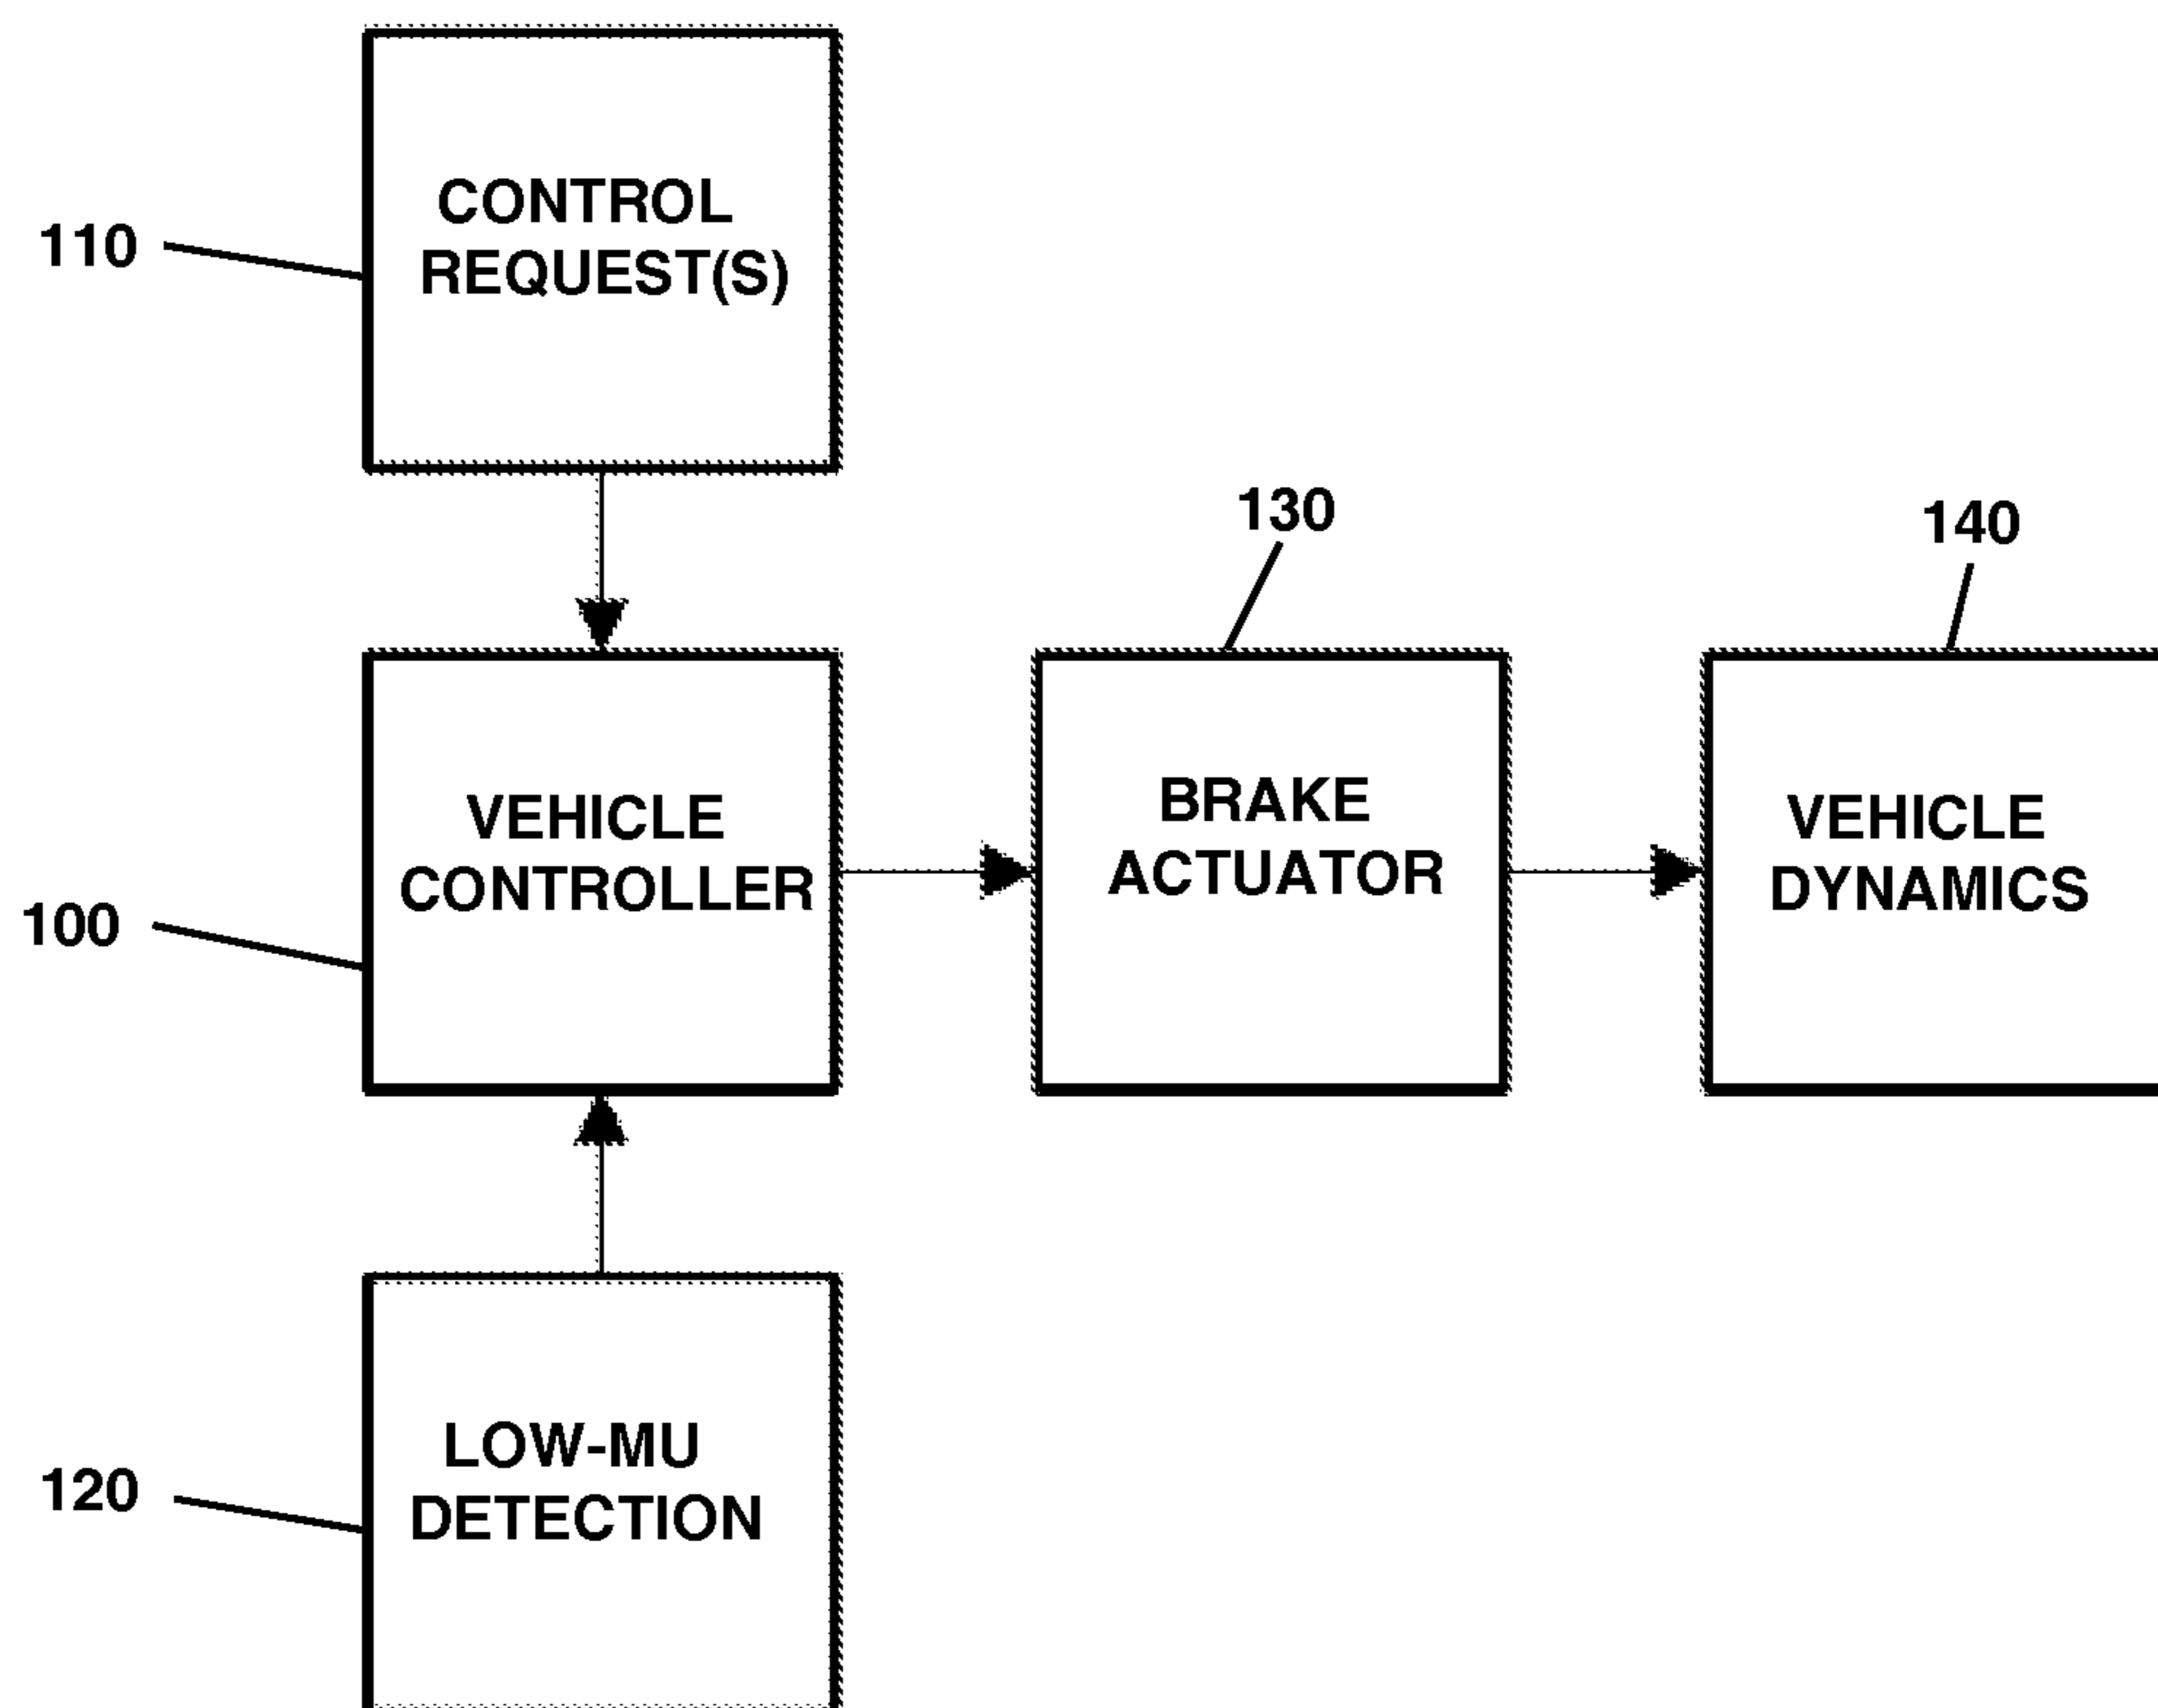 CONTROL
REQUEST(S)
110
130
140
VEHICLE
CONTROLLER
100
BRAKE
ACTUATOR
VEHICLE
DYNAMICS
LOW-MU
DETECTION
120